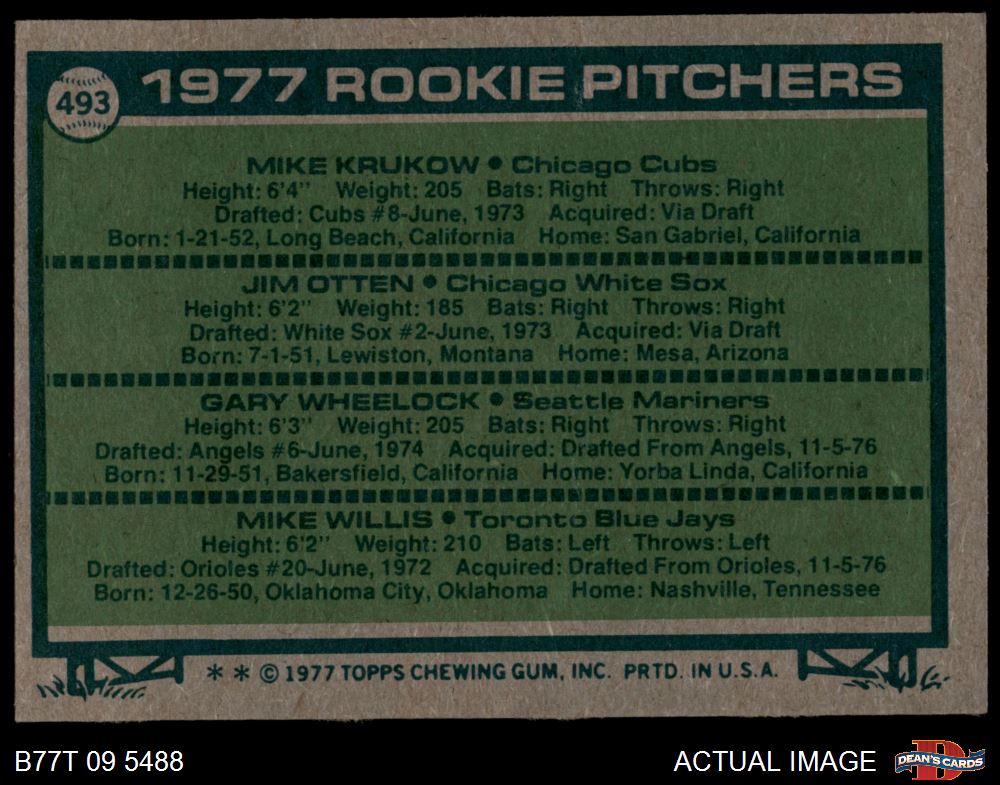 493
1977 ROOKIE PITCHERS
MIKE KRUKOW • Chicago Cubs
Height: 6'4" Weight: 205 Bats: Right Throws: Right
Drafted: Cubs #8-June, 1973 Acquired: Via Draft
Born: 1-21-52, Long Beach, California Home: San Gabriel, California
JIM OTTEN • Chicago White Sox
Height: 6'2" Weight: 185 Bats: Right Throws: Right
Drafted: White Sox #2-June, 1973 Acquired: Via Draft
Born: 7-1-51, Lewiston, Montana Home: Mesa, Arizona
GARY WHEELOCK • Seattle Mariners
Height: 6'3" Weight: 205 Bats: Right Throws: Right
Drafted: Angels #6-June, 1974 Acquired: Drafted From Angels, 11-5-76
Born: 11-29-51, Bakersfield, California Home: Yorba Linda, California
MIKE WILLIS • Toronto Blue Jays
Height: 6'2" Weight: 210 Bats: Left Throws: Left
Drafted: Orioles #20-June, 1972 Acquired: Drafted From Orioles, 11-5-76
Born: 12-26-50, Oklahoma City, Oklahoma Home: Nashville, Tennessee
* * © 1977 TOPPS CHEWING GUM, INC. PRTD. IN U.S.A.
B77T 09 5488
ACTUAL IMAGE
D
DEAN'S CARDS